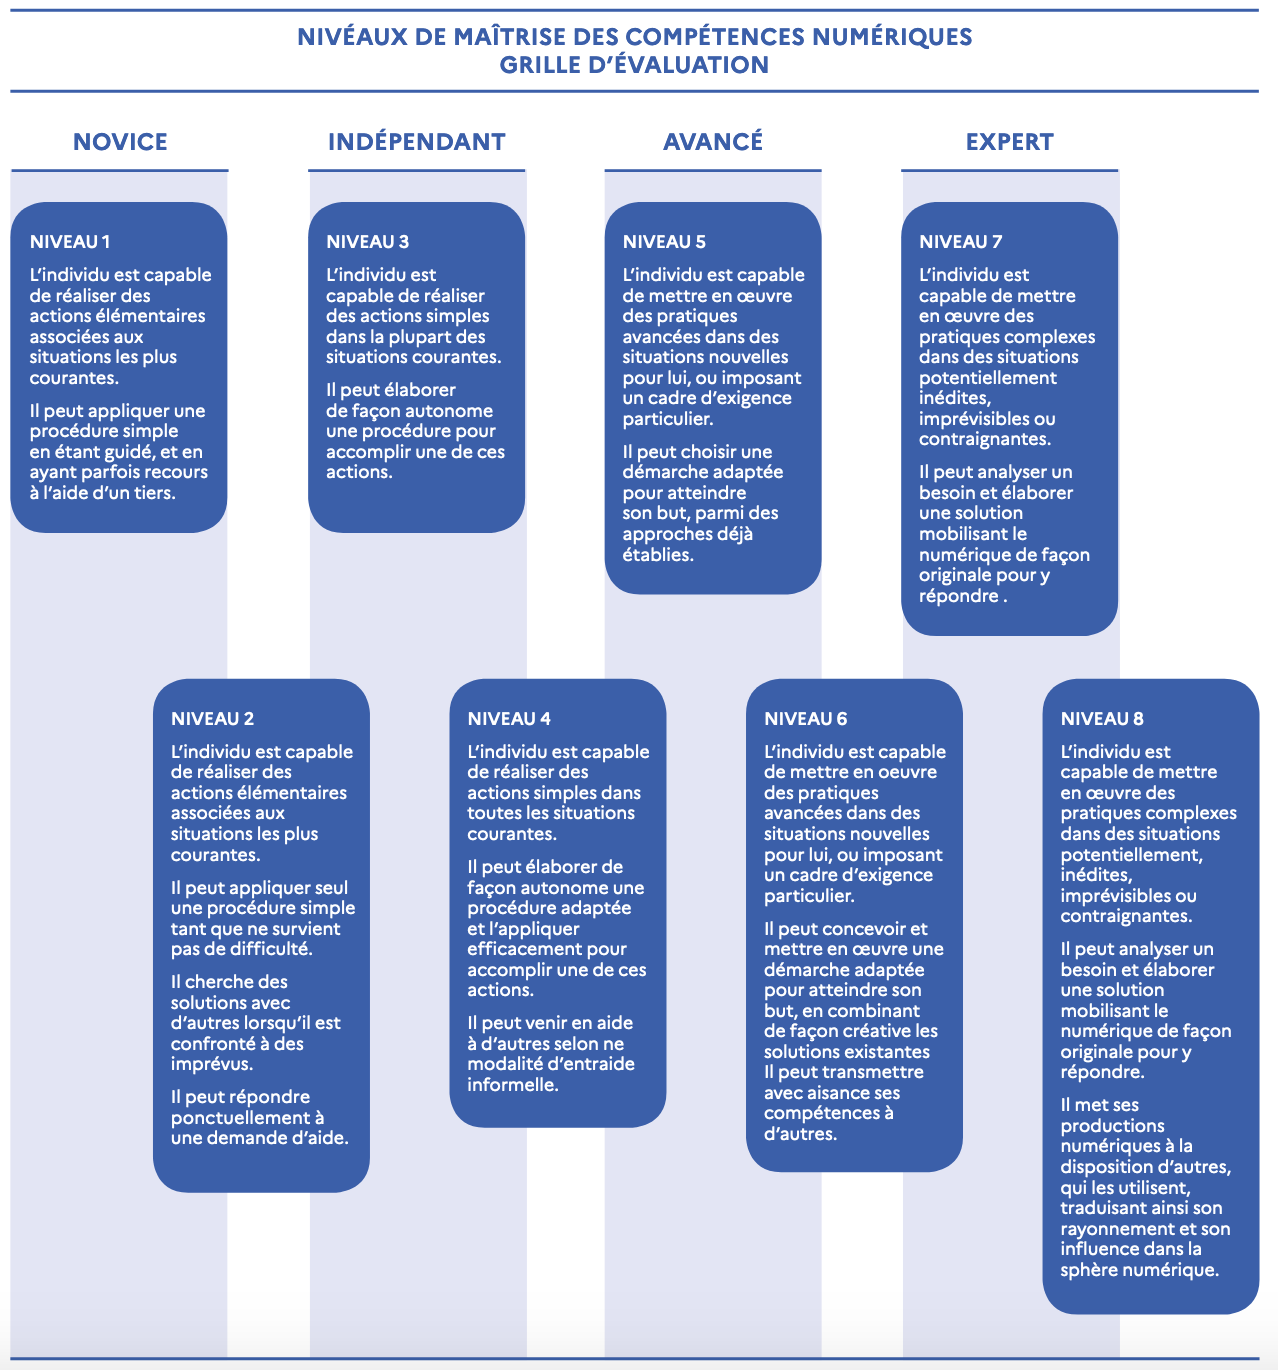 NIVÉAUX DE MAÎTRISE DES COMPÉTENCES NUMÉRIQUES
GRILLE D’ÉVALUATION
NOVICE
INDÉPENDANT
AVANCÉ
EXPERT
NIVEAU 1
L’individu est capable
de réaliser des
actions élémentaires
associées aux
situations les plus
courantes.
Il peut appliquer une
procédure simple
en étant guidé, et en
ayant parfois recours
à l’aide d’un tiers.
NIVEAU 3
L’individu est
capable de réaliser
des actions simples
dans la plupart des
situations courantes.
Il peut élaborer
de façon autonome
une procédure pour
accomplir une de ces
actions.
NIVEAU 5
L’individu est capable
de mettre en œuvre
des pratiques
avancées dans des
situations nouvelles
pour lui, ou imposant
un cadre d’exigence
particulier.
Il peut choisir une
démarche adaptée
pour atteindre
son but, parmi des
approches déjà
établies.
NIVEAU 7
L’individu est
capable de mettre
en œuvre des
pratiques complexes
dans des situations
potentiellement
inédites,
imprévisibles ou
contraignantes.
Il peut analyser un
besoin et élaborer
une solution
mobilisant le
numérique de façon
originale pour y
répondre .
NIVEAU 2
L’individu est capable
de réaliser des
actions élémentaires
associées aux
situations les plus
courantes.
Il peut appliquer seul
une procédure simple
tant que ne survient
pas de difficulté.
Il cherche des
solutions avec
d’autres lorsqu’il est
confronté à des
imprévus.
Il peut répondre
ponctuellement à
une demande d’aide.
NIVEAU 4
L’individu est capable
de réaliser des
actions simples dans
toutes les situations
courantes.
Il peut élaborer de
façon autonome une
procédure adaptée
et l’appliquer
efficacement pour
accomplir une de ces
actions.
Il peut venir en aide
à d’autres selon ne
modalité d’entraide
informelle.
NIVEAU 6
L’individu est capable
de mettre en oeuvre
des pratiques
avancées dans des
situations nouvelles
pour lui, ou imposant
un cadre d’exigence
particulier.
Il peut concevoir et
mettre en œuvre une
démarche adaptée
pour atteindre son
but, en combinant
de façon créative les
solutions existantes
Il peut transmettre
avec aisance ses
compétences à
d’autres.
NIVEAU 8
L’individu est
capable de mettre
en œuvre des
pratiques complexes
dans des situations
potentiellement,
inédites,
imprévisibles ou
contraignantes.
Il peut analyser un
besoin et élaborer
une solution
mobilisant le
numérique de façon
originale pour y
répondre.
Il met ses
productions
numériques à la
disposition d’autres,
qui les utilisent,
traduisant ainsi son
rayonnement et son
influence dans la
sphère numérique.